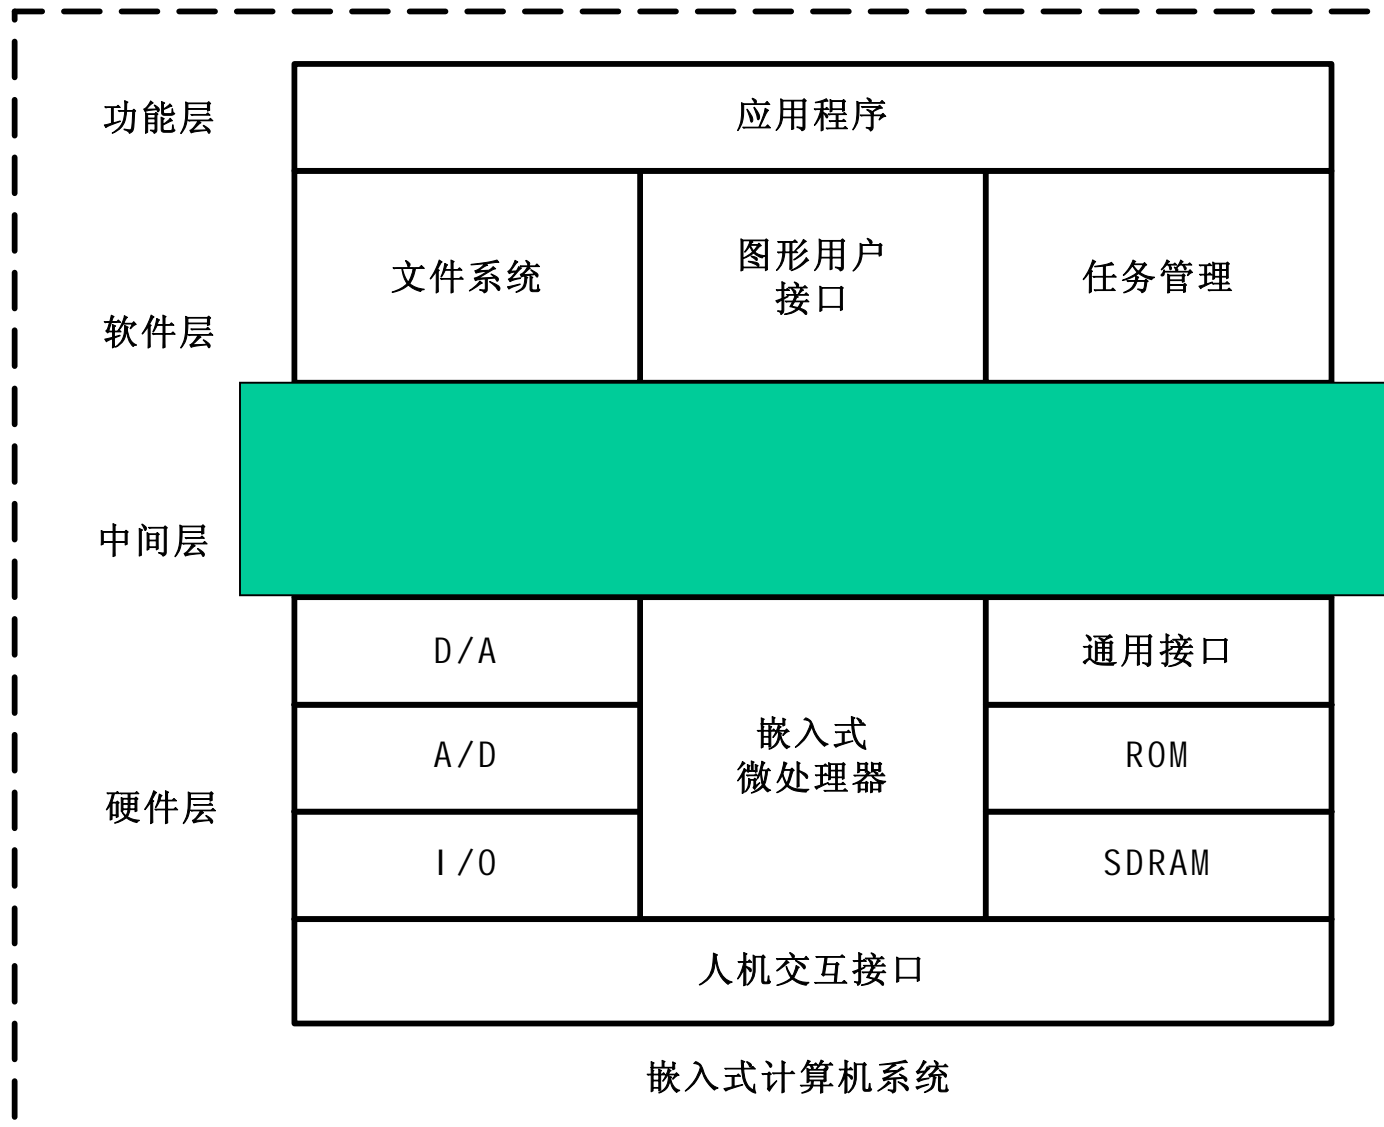 功能层
应用程序
文件系统
图形用户
接口
任务管理
软件层
中间层
D/A
通用接口
A/D
嵌入式
微处理器
ROM
硬件层
I/O
SDRAM
人机交互接口
嵌入式计算机系统